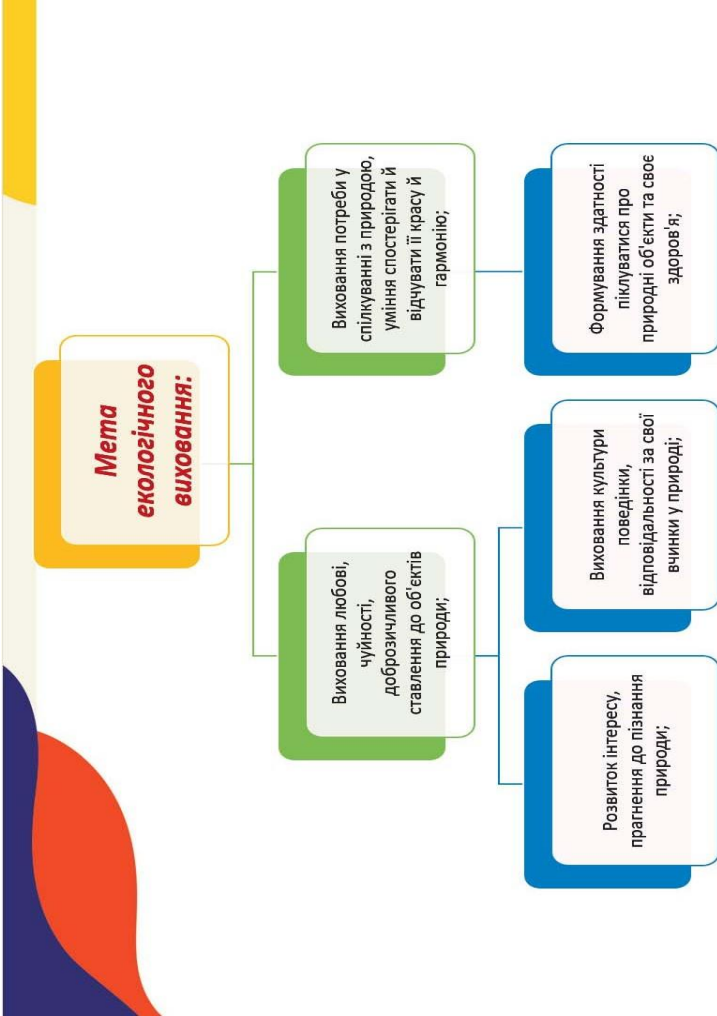 Мета
екологічного
виховання:
Виховання любові,
чуйності,
доброзичливого
ставлення до об'єктів
природи;
Виховання потреби у
спілкуванні з природою,
уміння спостерігати й
відчувати її красу й
гармонію;
Розвиток інтересу,
прагнення до пізнання
природи;
Виховання культури
поведінки,
відповідальності за свої
вчинки у природі;
Формування здатності
піклуватися про
природні об'єкти та своє
здоров'я;